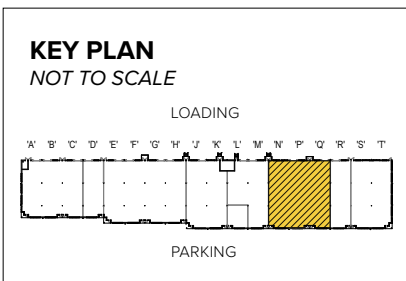 KEY PLAN
NOT TO SCALE
LOADING
'A' 'B' 'C' 'D' 'E' 'F' 'G' 'H' 'J' 'K' 'L' 'M' 'N' 'P' 'Q' 'R' 'S' 'T'
PARKING